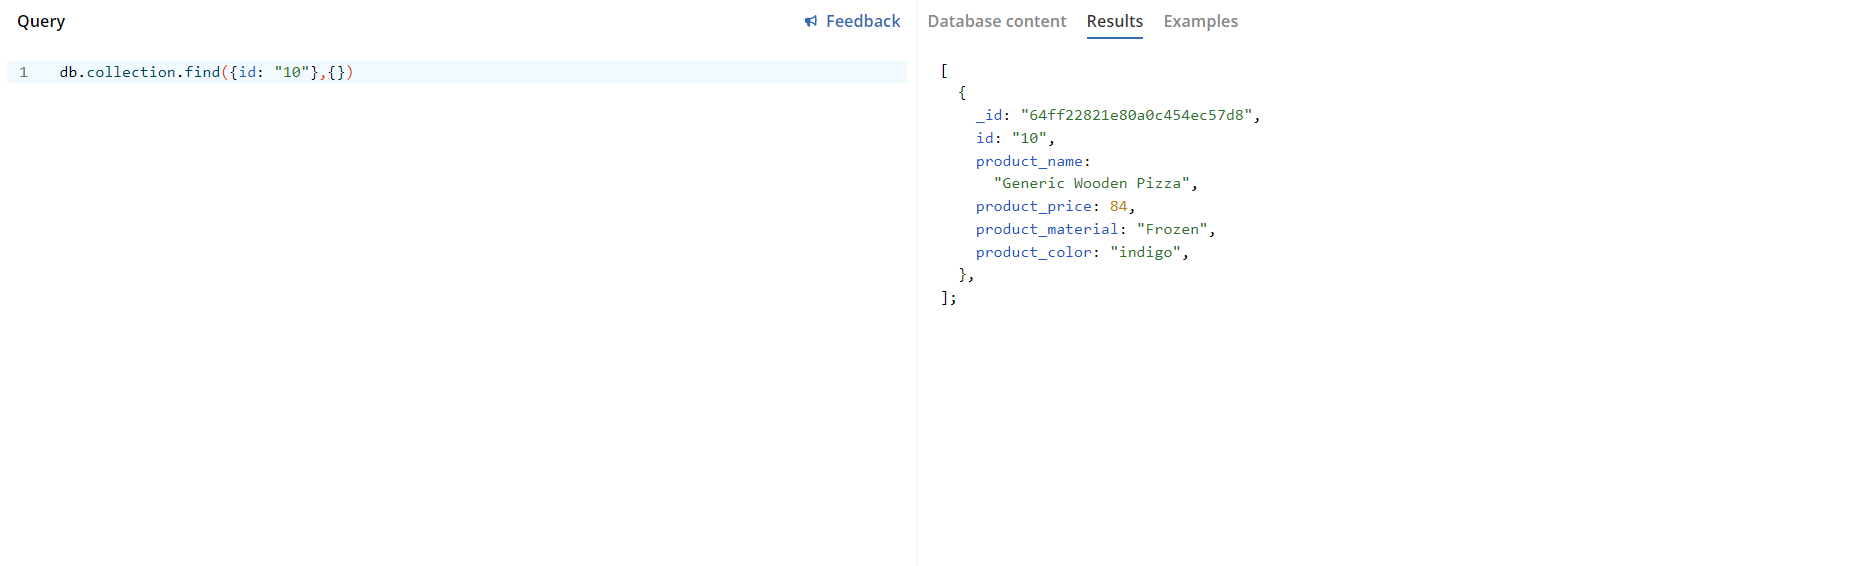 Query
Feedback
Database content Results Examples
1 db.collection.find({id: "10"},{})
[
{
_id: "64ff22821e80a0c454ec57d8",
id: "10",
product_name:
"Generic Wooden Pizza",
product_price: 84,
product_material: "Frozen",
product_color: "indigo",
},
];